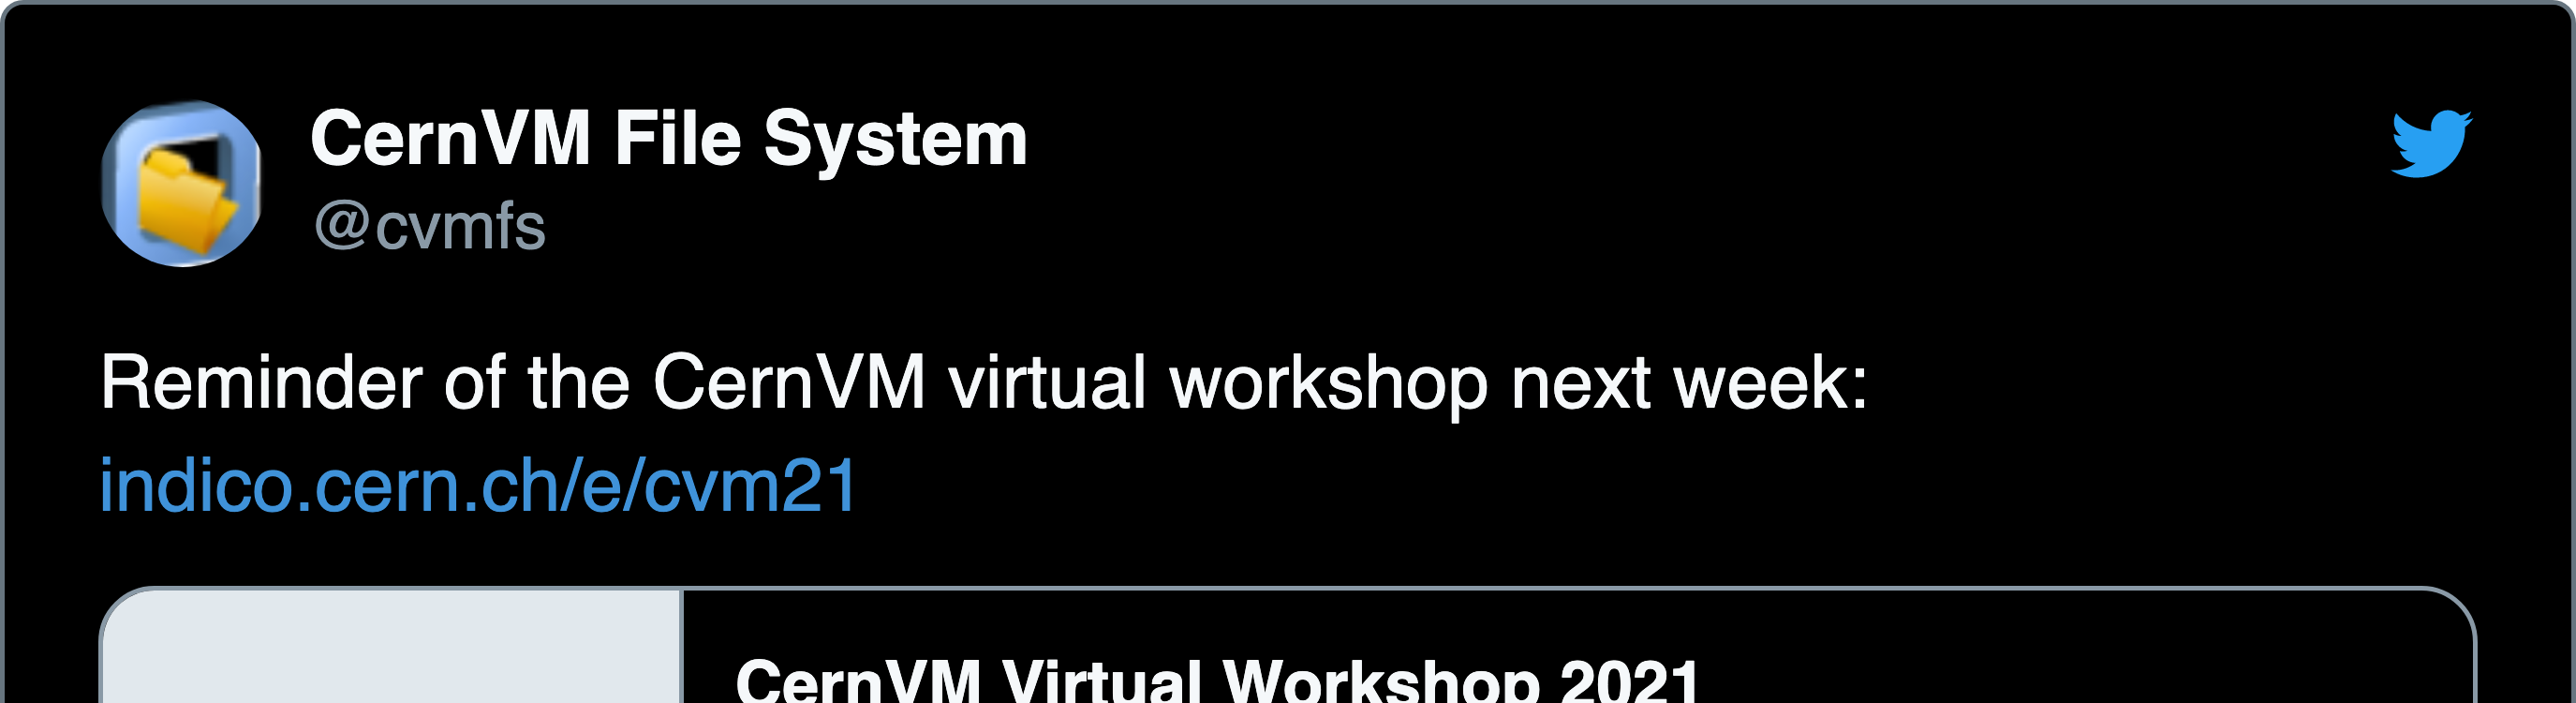 CernVM File System
@cvmfs
Reminder of the CernVM virtual workshop next week:
indico.cern.ch/e/cvm21
CernVM Virtual Workshop 2021